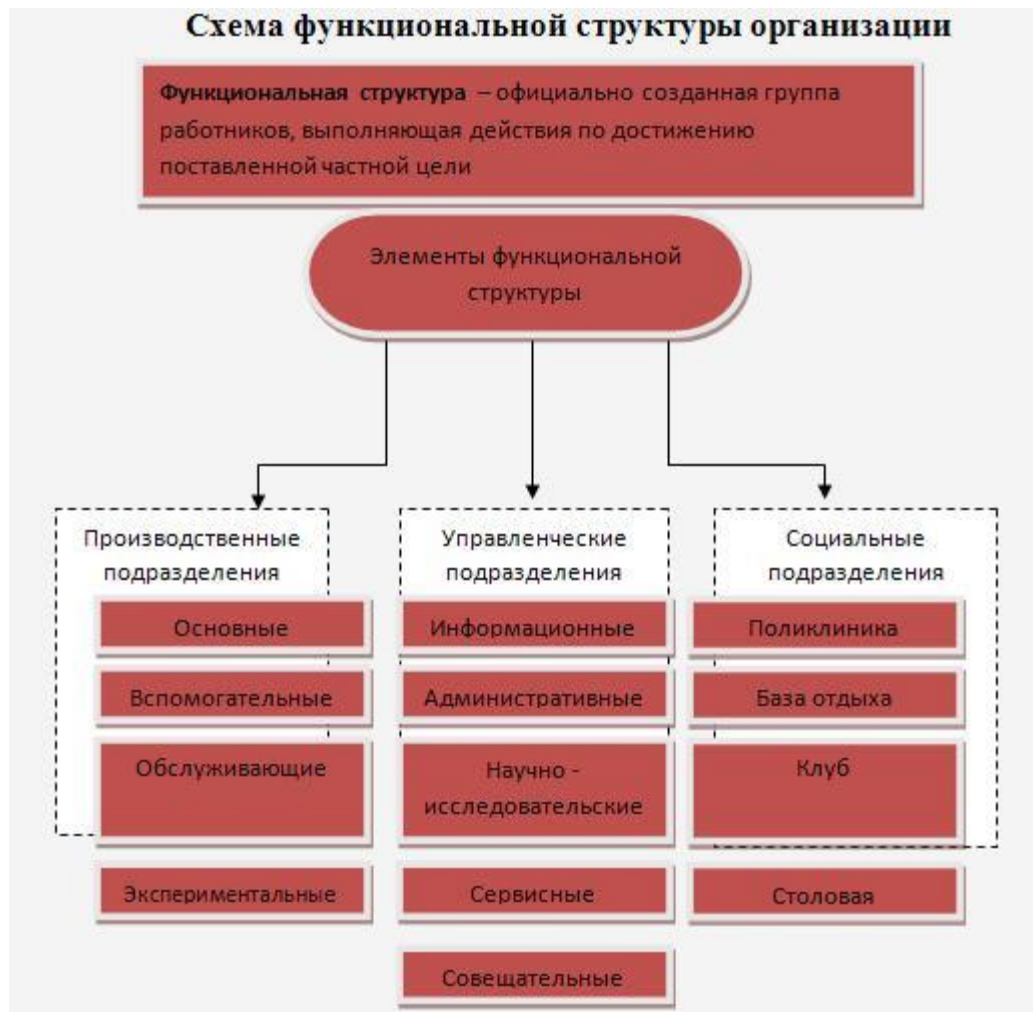 Схема функциональной структуры организации
Функциональная структура – официально созданная группа
работников, выполняющая действия по достижению
поставленной частной цели
Элементы функциональной
структуры
Производственные
подразделения
Основные
Вспомогательные
Обслуживающие
Экспериментальные
Управленческие
подразделения
Информационные
Административные
Научно -
исследовательские
Сервисные
Совещательные
Социальные
подразделения
Поликлиника
База отдыха
Клуб
Столовая